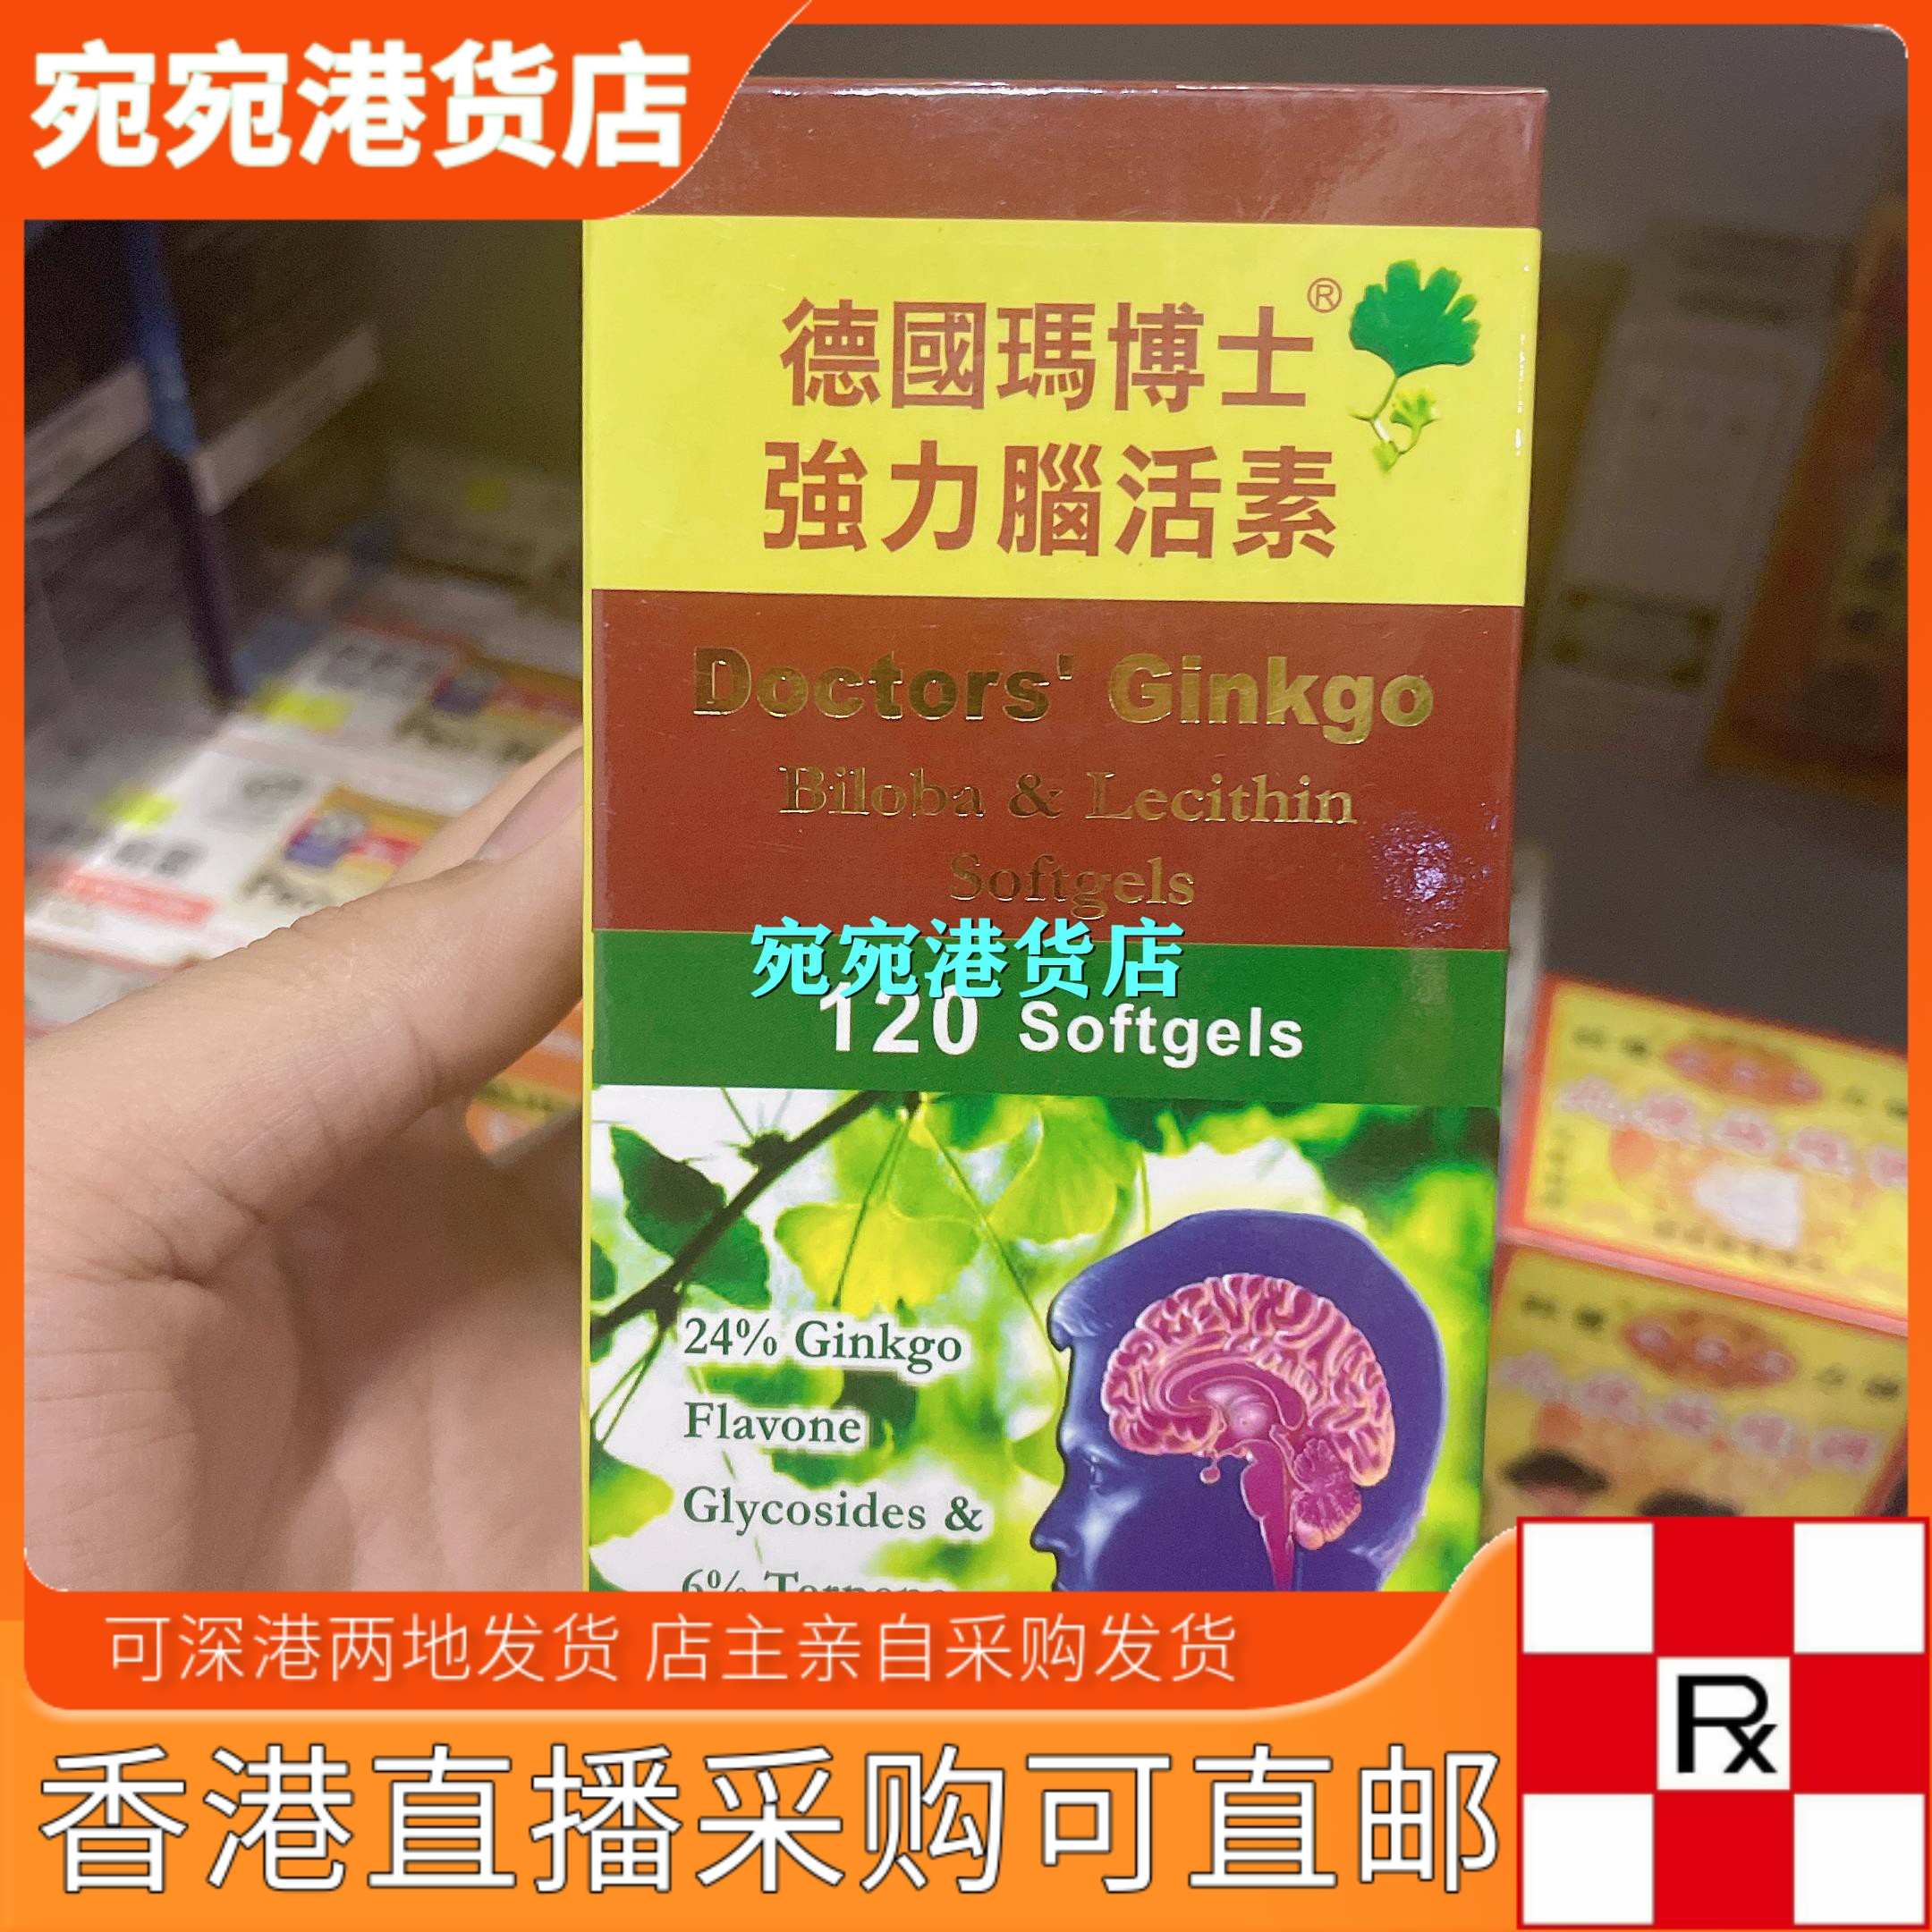 宛宛港货店
德國瑪博士®
強力腦活素
Doctors' Ginkgo
Biloba & Lecithin
Softgels
宛宛港货店
120 Softgels
24% Ginkgo
Flavone
Glycosides &
6% Terpene
可深港两地发货 店主亲自采购发货
香港直播采购可直邮
Rx